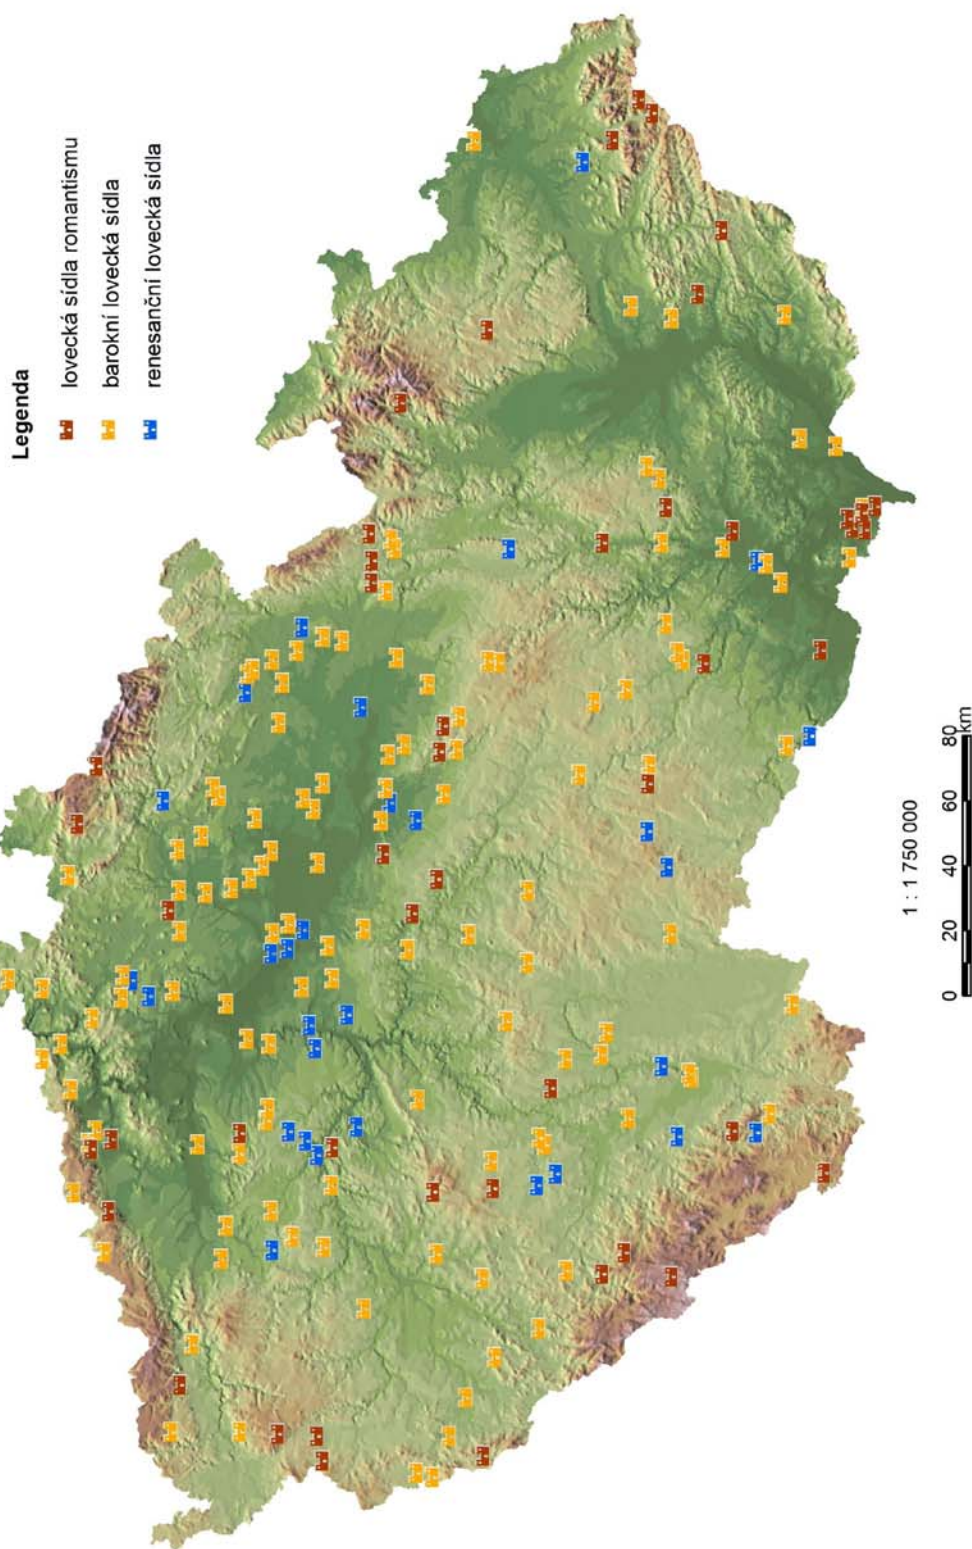 Legenda
lovecká sídla romantismu
barokní lovecká sídla
renesanční lovecká sídla
1 : 1 750 000
0 20 40 60 80
km